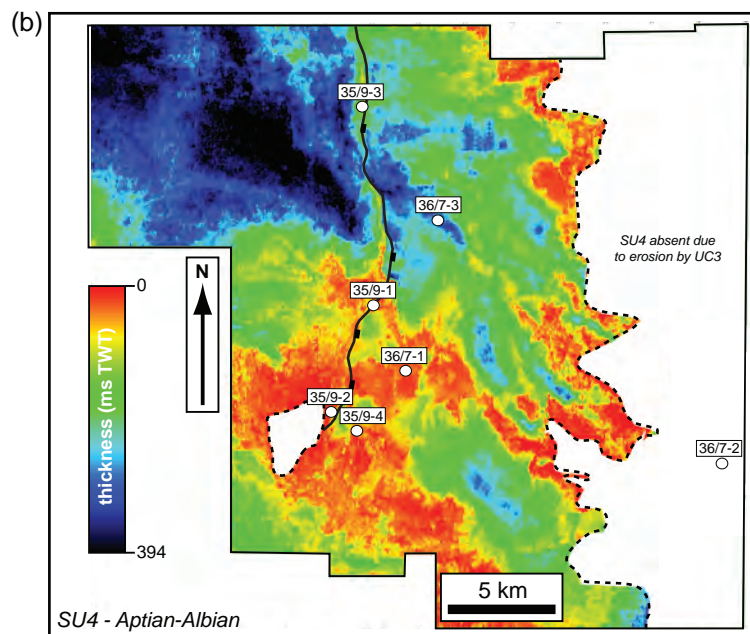 (b)
35/9-3
36/7-3
SU4 absent due
to erosion by UC3
N
0
35/9-1
thickness (ms TWT)
36/7-1
35/9-2
35/9-4
36/7-2
394
5 km
SU4 - Aptian-Albian